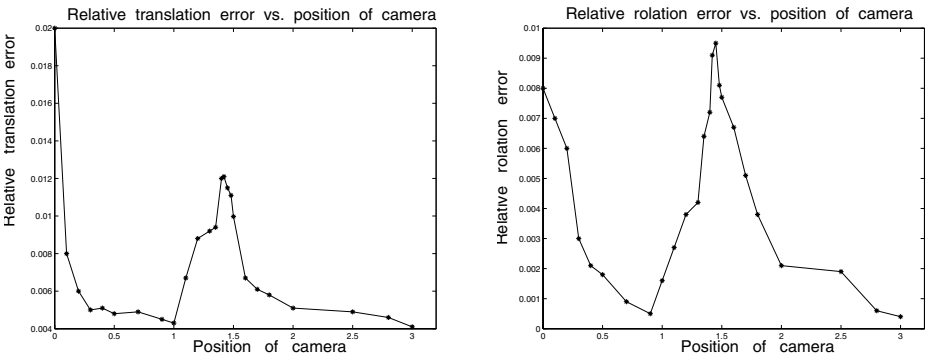 Relative translation error vs. position of camera
Relative translation error
0.02
0.018
0.016
0.014
0.012
0.01
0.008
0.006
0.004
0 0.5 1 1.5 2 2.5 3
Position of camera
Relative rolation error vs. position of camera
Relative rolation error
0.01
0.009
0.008
0.007
0.006
0.005
0.004
0.003
0.002
0.001
0
0 0.5 1 1.5 2 2.5 3
Position of camera